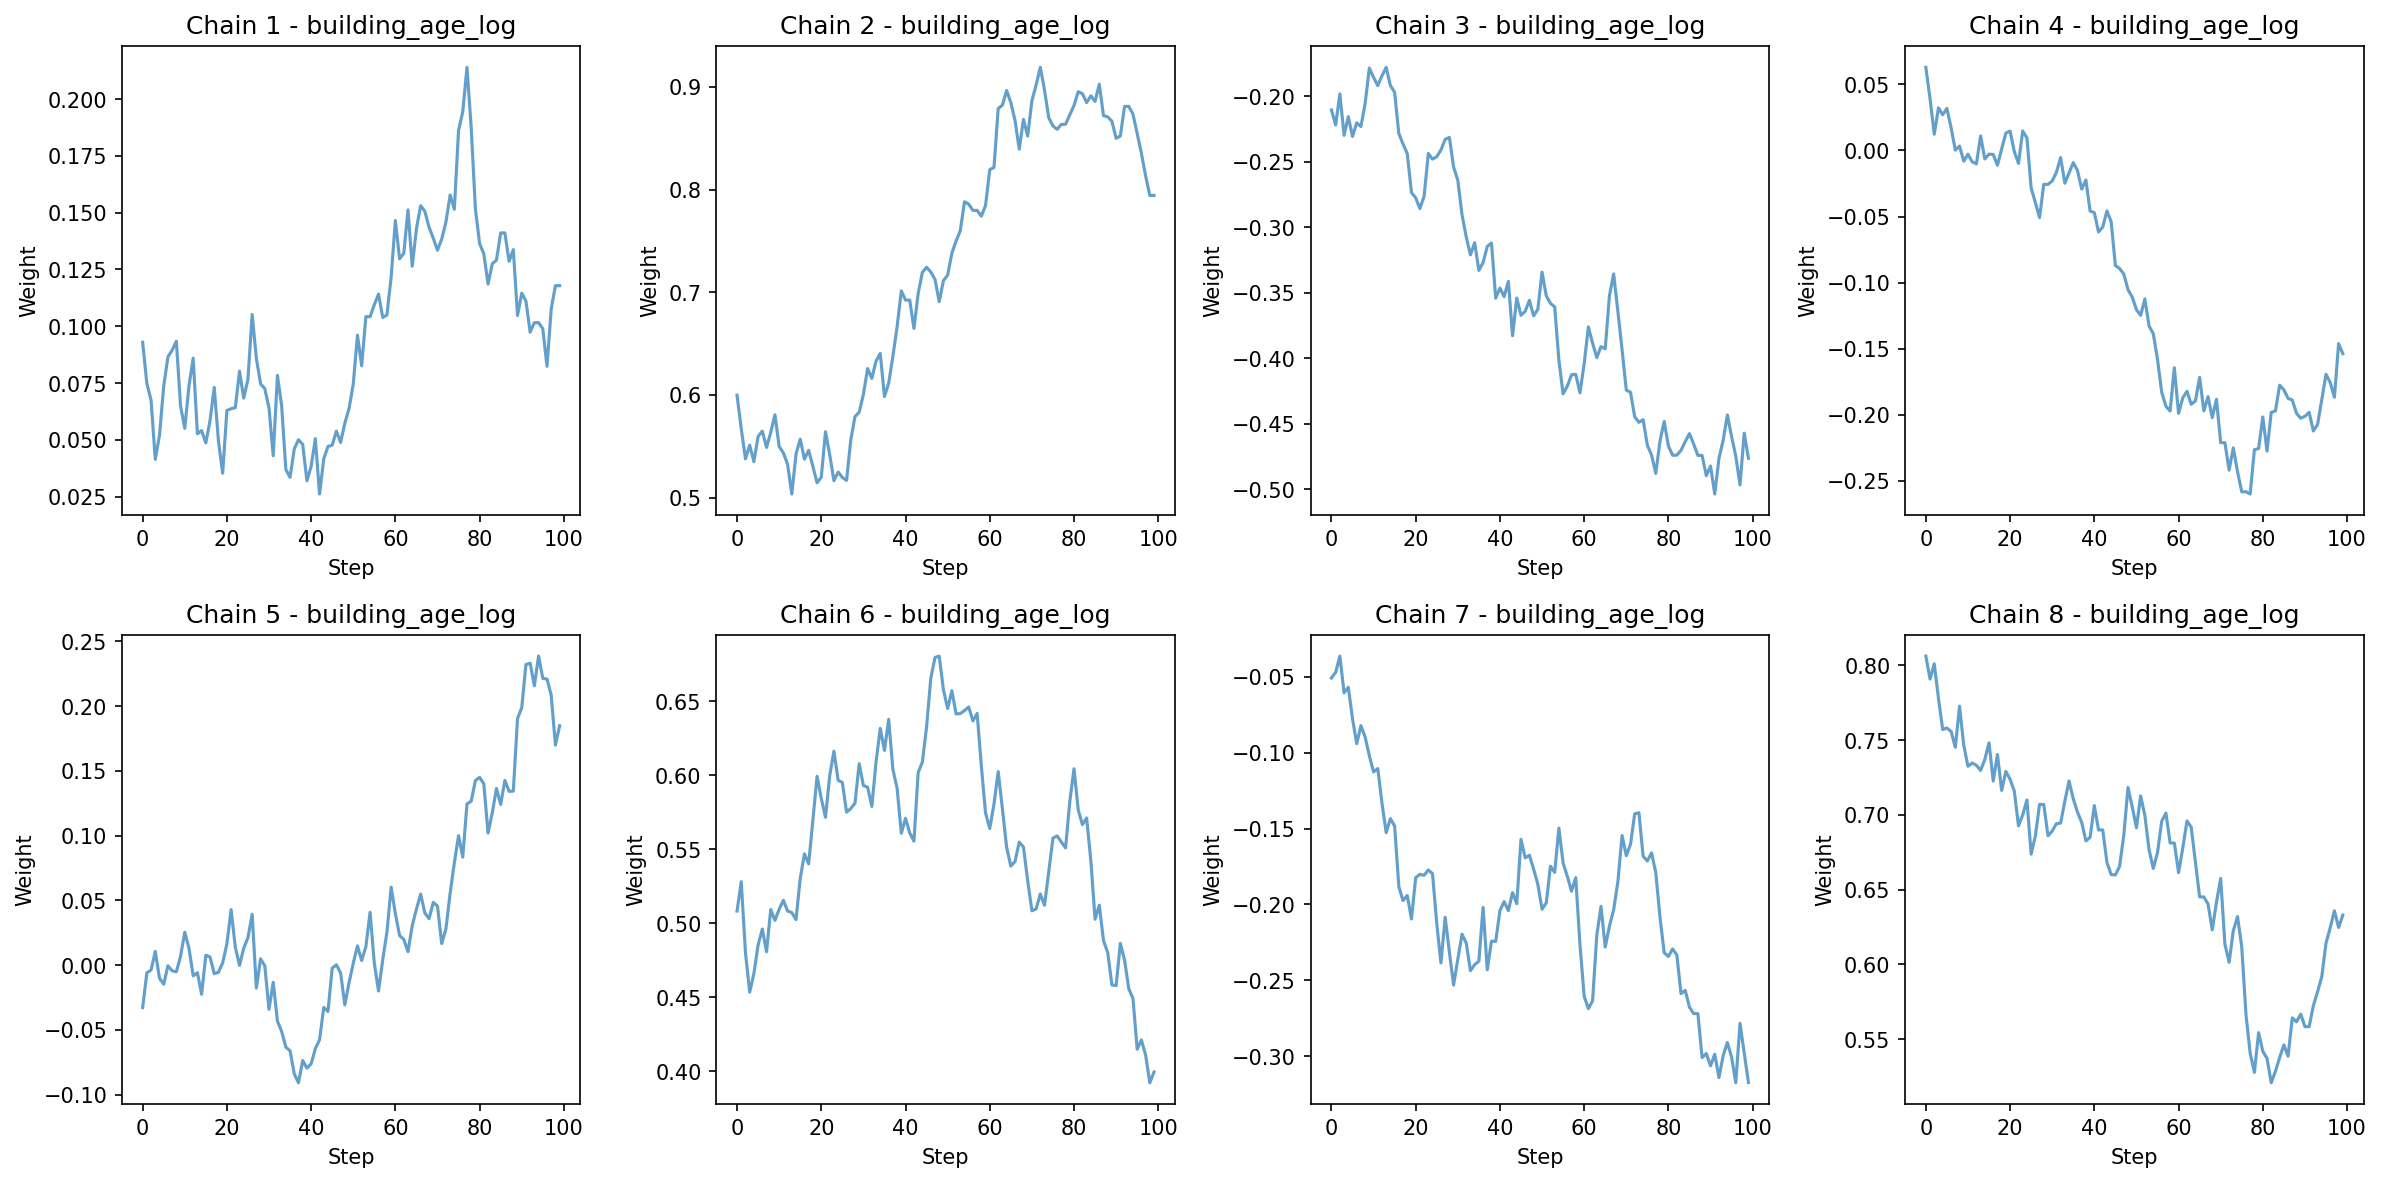 Chain 1 - building_age_log
Weight
0.200
0.175
0.150
0.125
0.100
0.075
0.050
0.025
0 20 40 60 80 100
Step
Chain 2 - building_age_log
Weight
0.9
0.8
0.7
0.6
0.5
0 20 40 60 80 100
Step
Chain 3 - building_age_log
Weight
−0.20
−0.25
−0.30
−0.35
−0.40
−0.45
−0.50
0 20 40 60 80 100
Step
Chain 4 - building_age_log
Weight
0.05
0.00
−0.05
−0.10
−0.15
−0.20
−0.25
0 20 40 60 80 100
Step
Chain 5 - building_age_log
Weight
0.25
0.20
0.15
0.10
0.05
0.00
−0.05
−0.10
0 20 40 60 80 100
Step
Chain 6 - building_age_log
Weight
0.65
0.60
0.55
0.50
0.45
0.40
0 20 40 60 80 100
Step
Chain 7 - building_age_log
Weight
−0.05
−0.10
−0.15
−0.20
−0.25
−0.30
0 20 40 60 80 100
Step
Chain 8 - building_age_log
Weight
0.80
0.75
0.70
0.65
0.60
0.55
0 20 40 60 80 100
Step